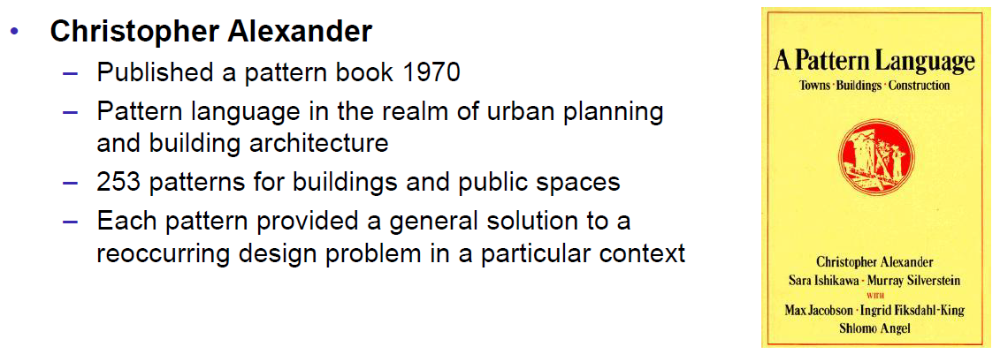 • Christopher Alexander
– Published a pattern book 1970
– Pattern language in the realm of urban planning
and building architecture
– 253 patterns for buildings and public spaces
– Each pattern provided a general solution to a
reoccurring design problem in a particular context
A Pattern Language
Towns · Buildings · Construction
Christopher Alexander
Sara Ishikawa · Murray Silverstein
WITH
Max Jacobson · Ingrid Fiksdahl-King
Shlomo Angel